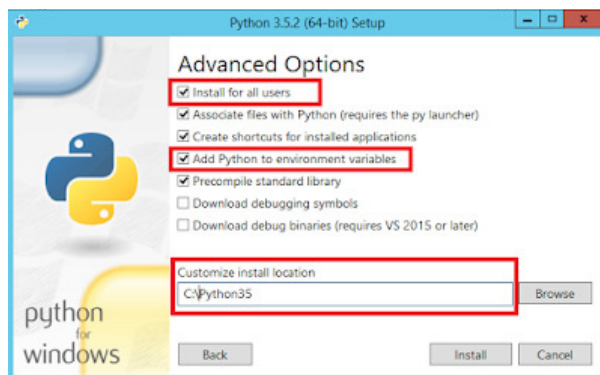 Python 3.5.2 (64-bit) Setup
Advanced Options
Install for all users
Associate files with Python (requires the py launcher)
Create shortcuts for installed applications
Add Python to environment variables
Precompile standard library
Download debugging symbols
Download debug binaries (requires VS 2015 or later)
Customize install location
C:\Python35
Browse
python
for
windows
Back
Install
Cancel